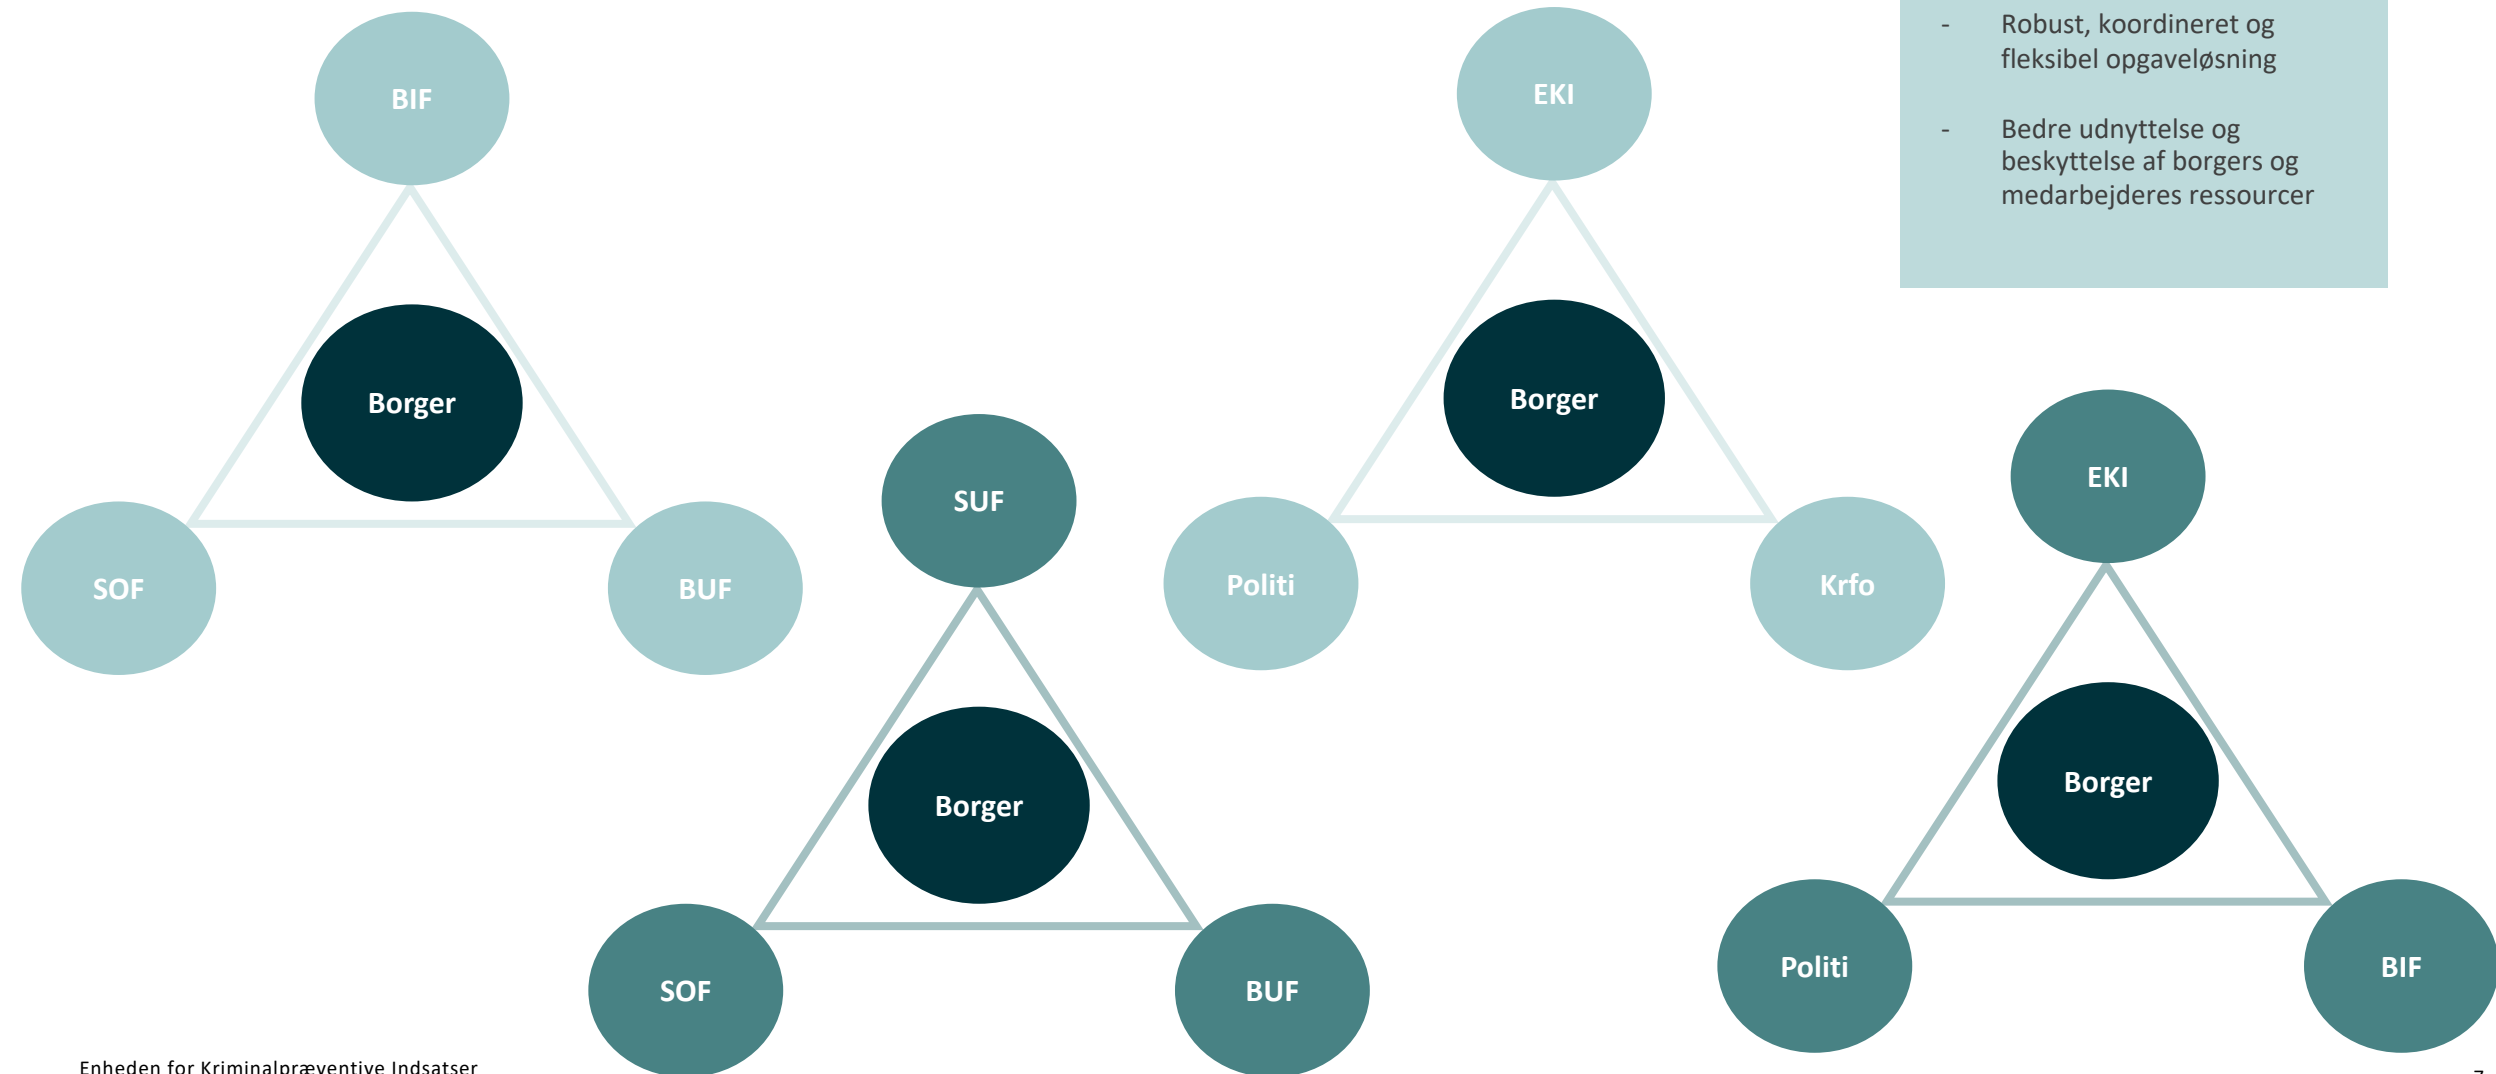 - Robust, koordineret og
fleksibel opgaveløsning
- Bedre udnyttelse og
beskyttelse af borgers og
medarbejderes ressourcer
BIF
Borger
SOF
BUF
EKI
Borger
Politi
Krfo
SUF
Borger
SOF
BUF
EKI
Borger
Politi
BIF
Enheden for Kriminalpræventive Indsatser
7